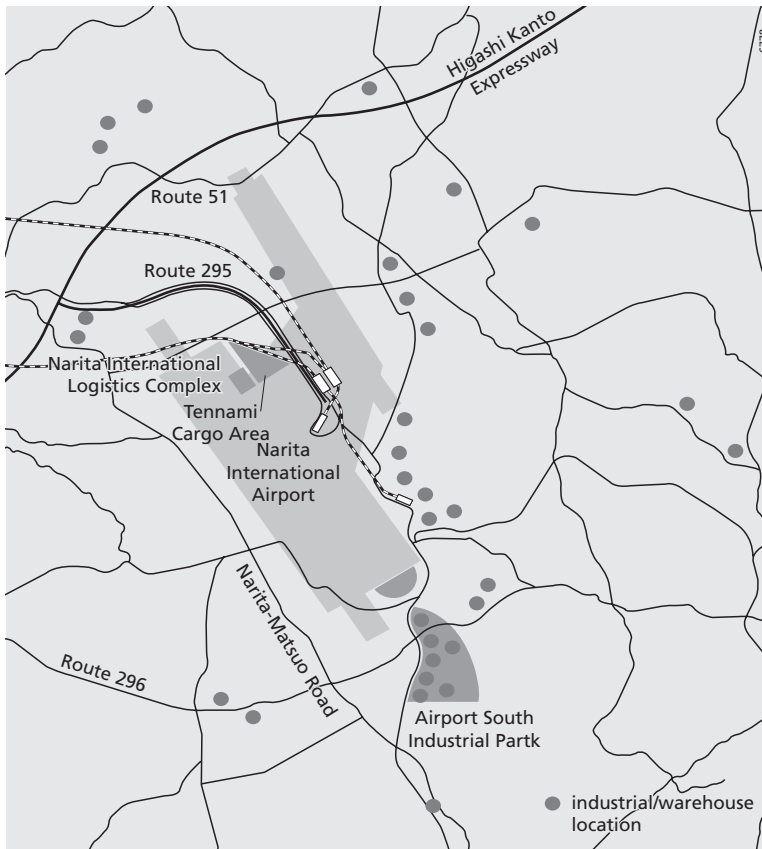 Higashi Kanto
Expressway
Route 51
Route 295
Narita International
Logistics Complex
Tennami
Cargo Area
Narita
International
Airport
Narita-Matsuo Road
Route 296
Airport South
Industrial Partk
industrial/warehouse
location